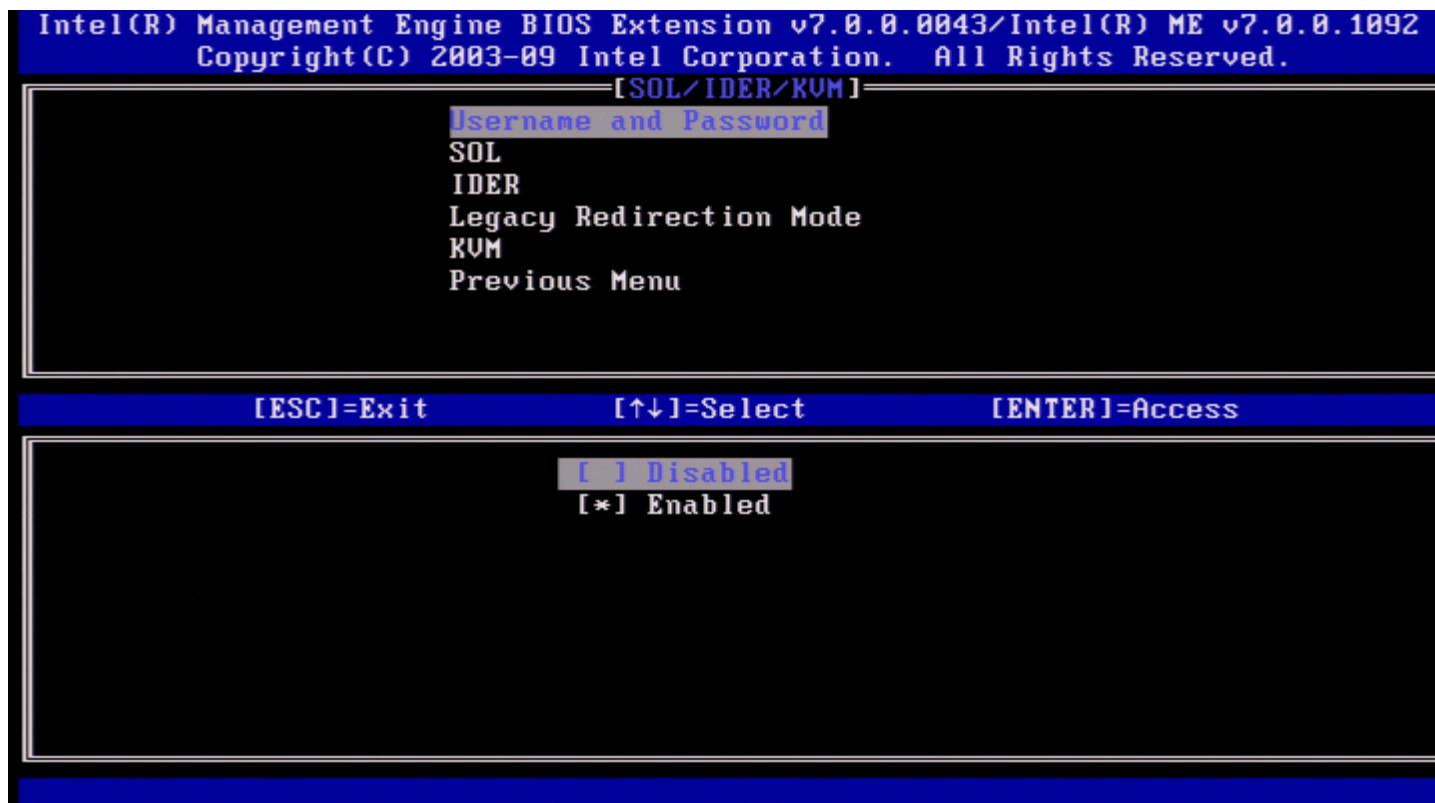 Intel(R) Management Engine BIOS Extension v7.0.0.0043/Intel(R) ME v7.0.0.1092
Copyright(C) 2003-09 Intel Corporation. All Rights Reserved.
[SOL/IDER/KVM]
Username and Password
SOL
IDER
Legacy Redirection Mode
KVM
Previous Menu
[ESC]=Exit [↑↓]=Select [ENTER]=Access
[ ] Disabled
[*] Enabled